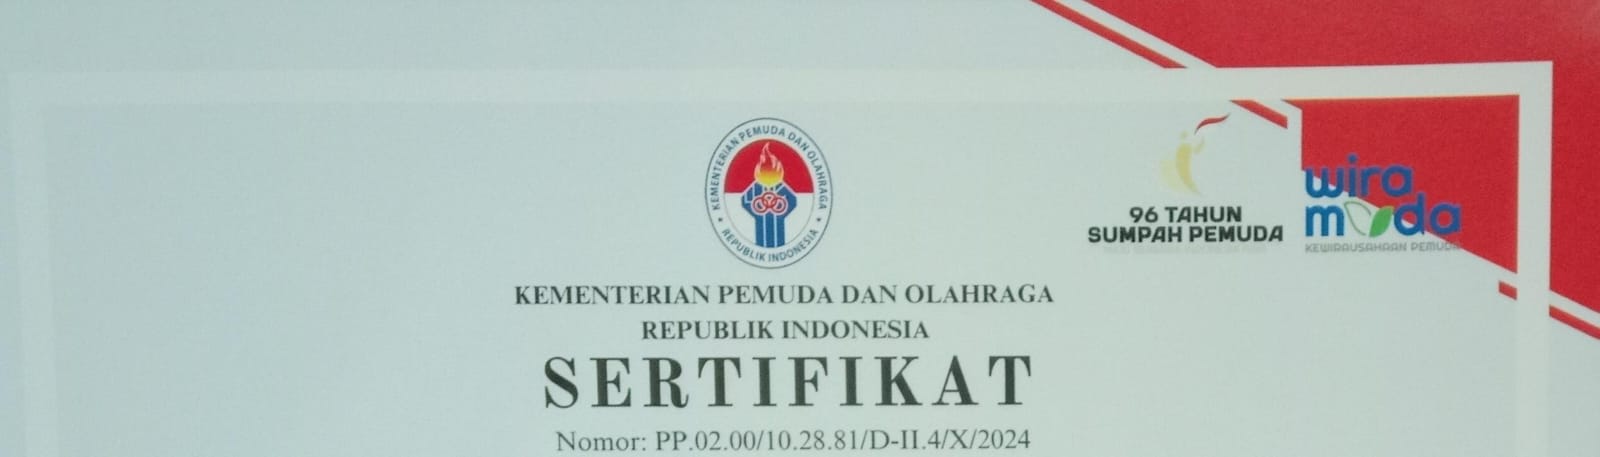 KEMENTERIAN PEMUDA DAN OLAHRAGA
REPUBLIK INDONESIA
96 TAHUN
SUMPAH PEMUDA
wira
muda
KEWIRAUSAHAAN PEMUDA
KEMENTERIAN PEMUDA DAN OLAHRAGA
REPUBLIK INDONESIA
SERTIFIKAT
Nomor: PP.02.00/10.28.81/D-II.4/X/2024